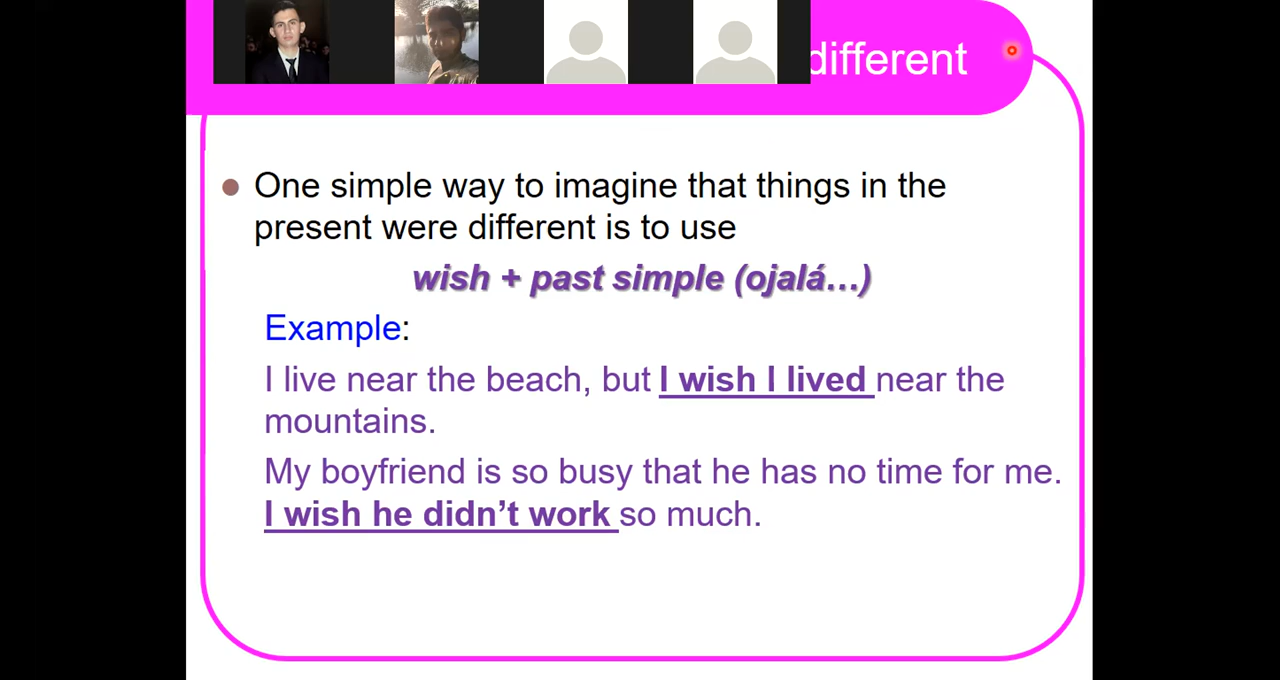 different
One simple way to imagine that things in the
present were different is to use
wish + past simple (ojalá...)
Example:
I live near the beach, but I wish I lived near the
mountains.
My boyfriend is so busy that he has no time for me.
I wish he didn’t work so much.